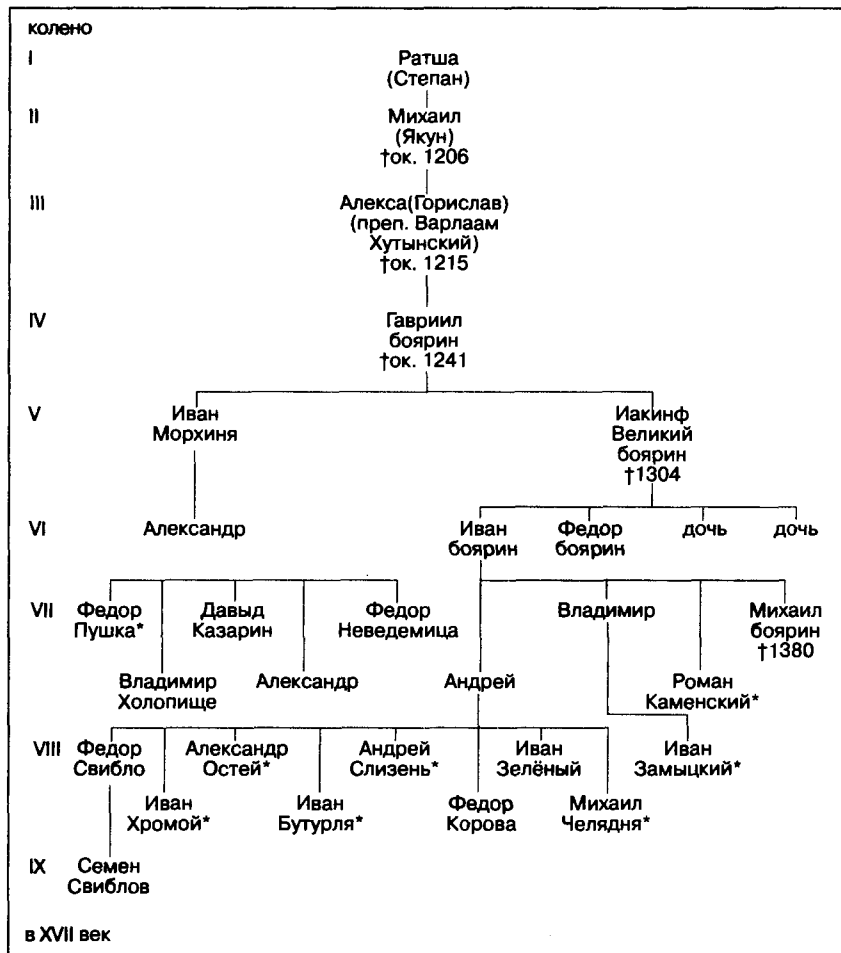 колено
I Ратша
(Степан)
II Михаил
(Якун)
†ок. 1206
III Алекса(Горислав)
(преп. Варлаам
Хутынский)
†ок. 1215
IV Гавриил
боярин
†ок. 1241
V Иван Иакинф
Морхиня Великий
боярин
†1304
VI Александр Иван Федор дочь дочь
боярин боярин
VII Федор Давыд Федор Владимир Михаил
Пушка* Казарин Неведемица боярин
†1380
Владимир Александр Андрей Роман
Холопище Каменский*
VIII Федор Александр Андрей Иван Иван
Свибло Остей* Слизень* Зелёный Замыцкий*
Иван Иван Федор Михаил
Хромой* Бутурля* Корова Челядня*
IX Семен
Свиблов
в XVII век